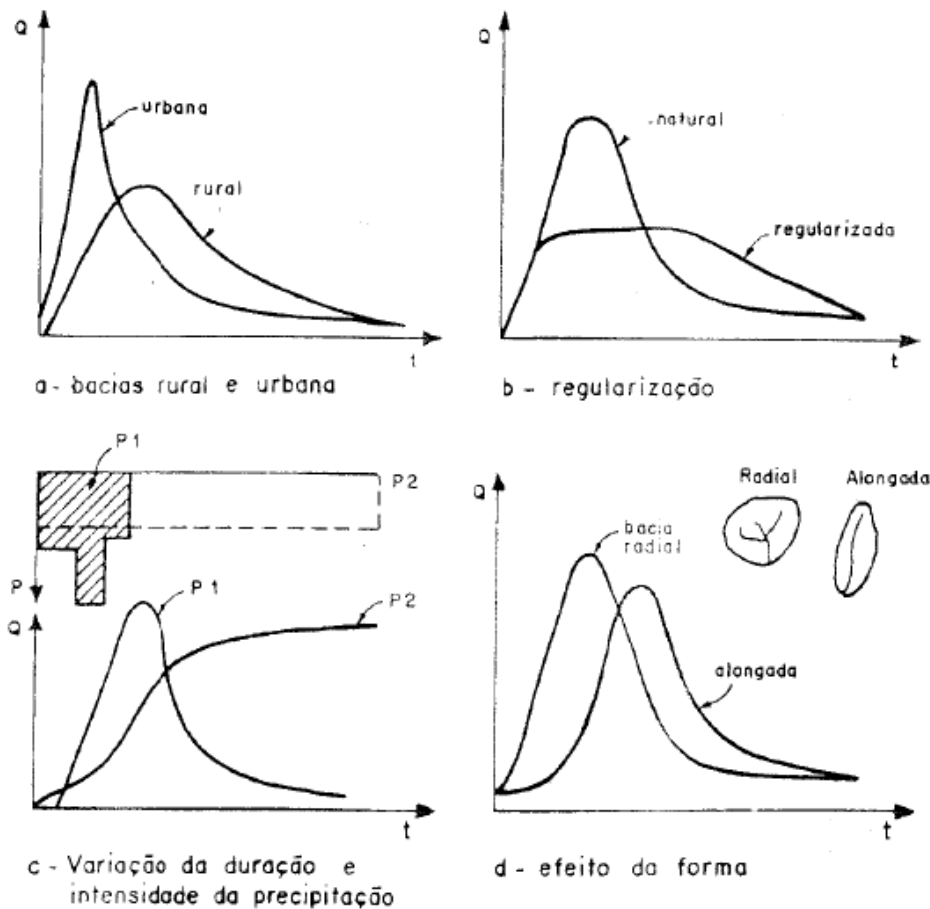 Q
urbana
rural
t
a - bacias rural e urbana
Q
natural
regularizada
t
b - regularização
P1
P2
P
Q
P1
P2
t
c - Variação da duração e
intensidade da precipitação
Radial
Alongada
Q
bacia
radial
alongada
t
d - efeito da forma